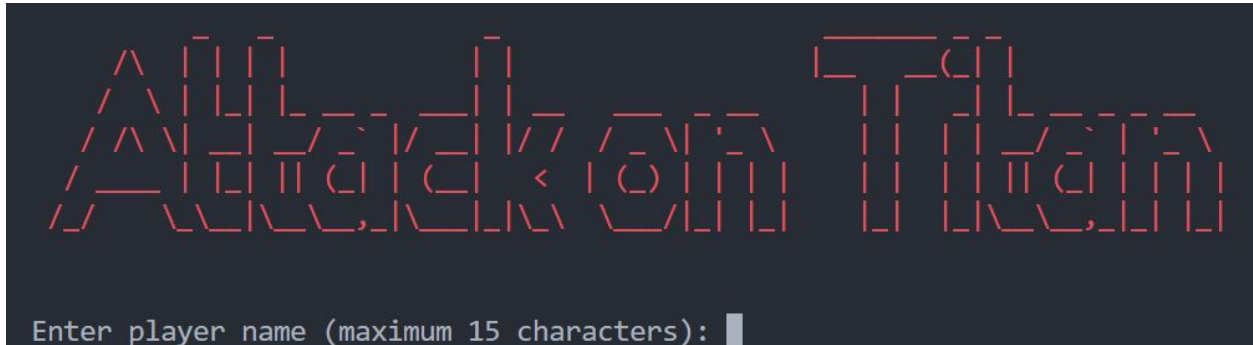 Attack on Titan
Enter player name (maximum 15 characters):